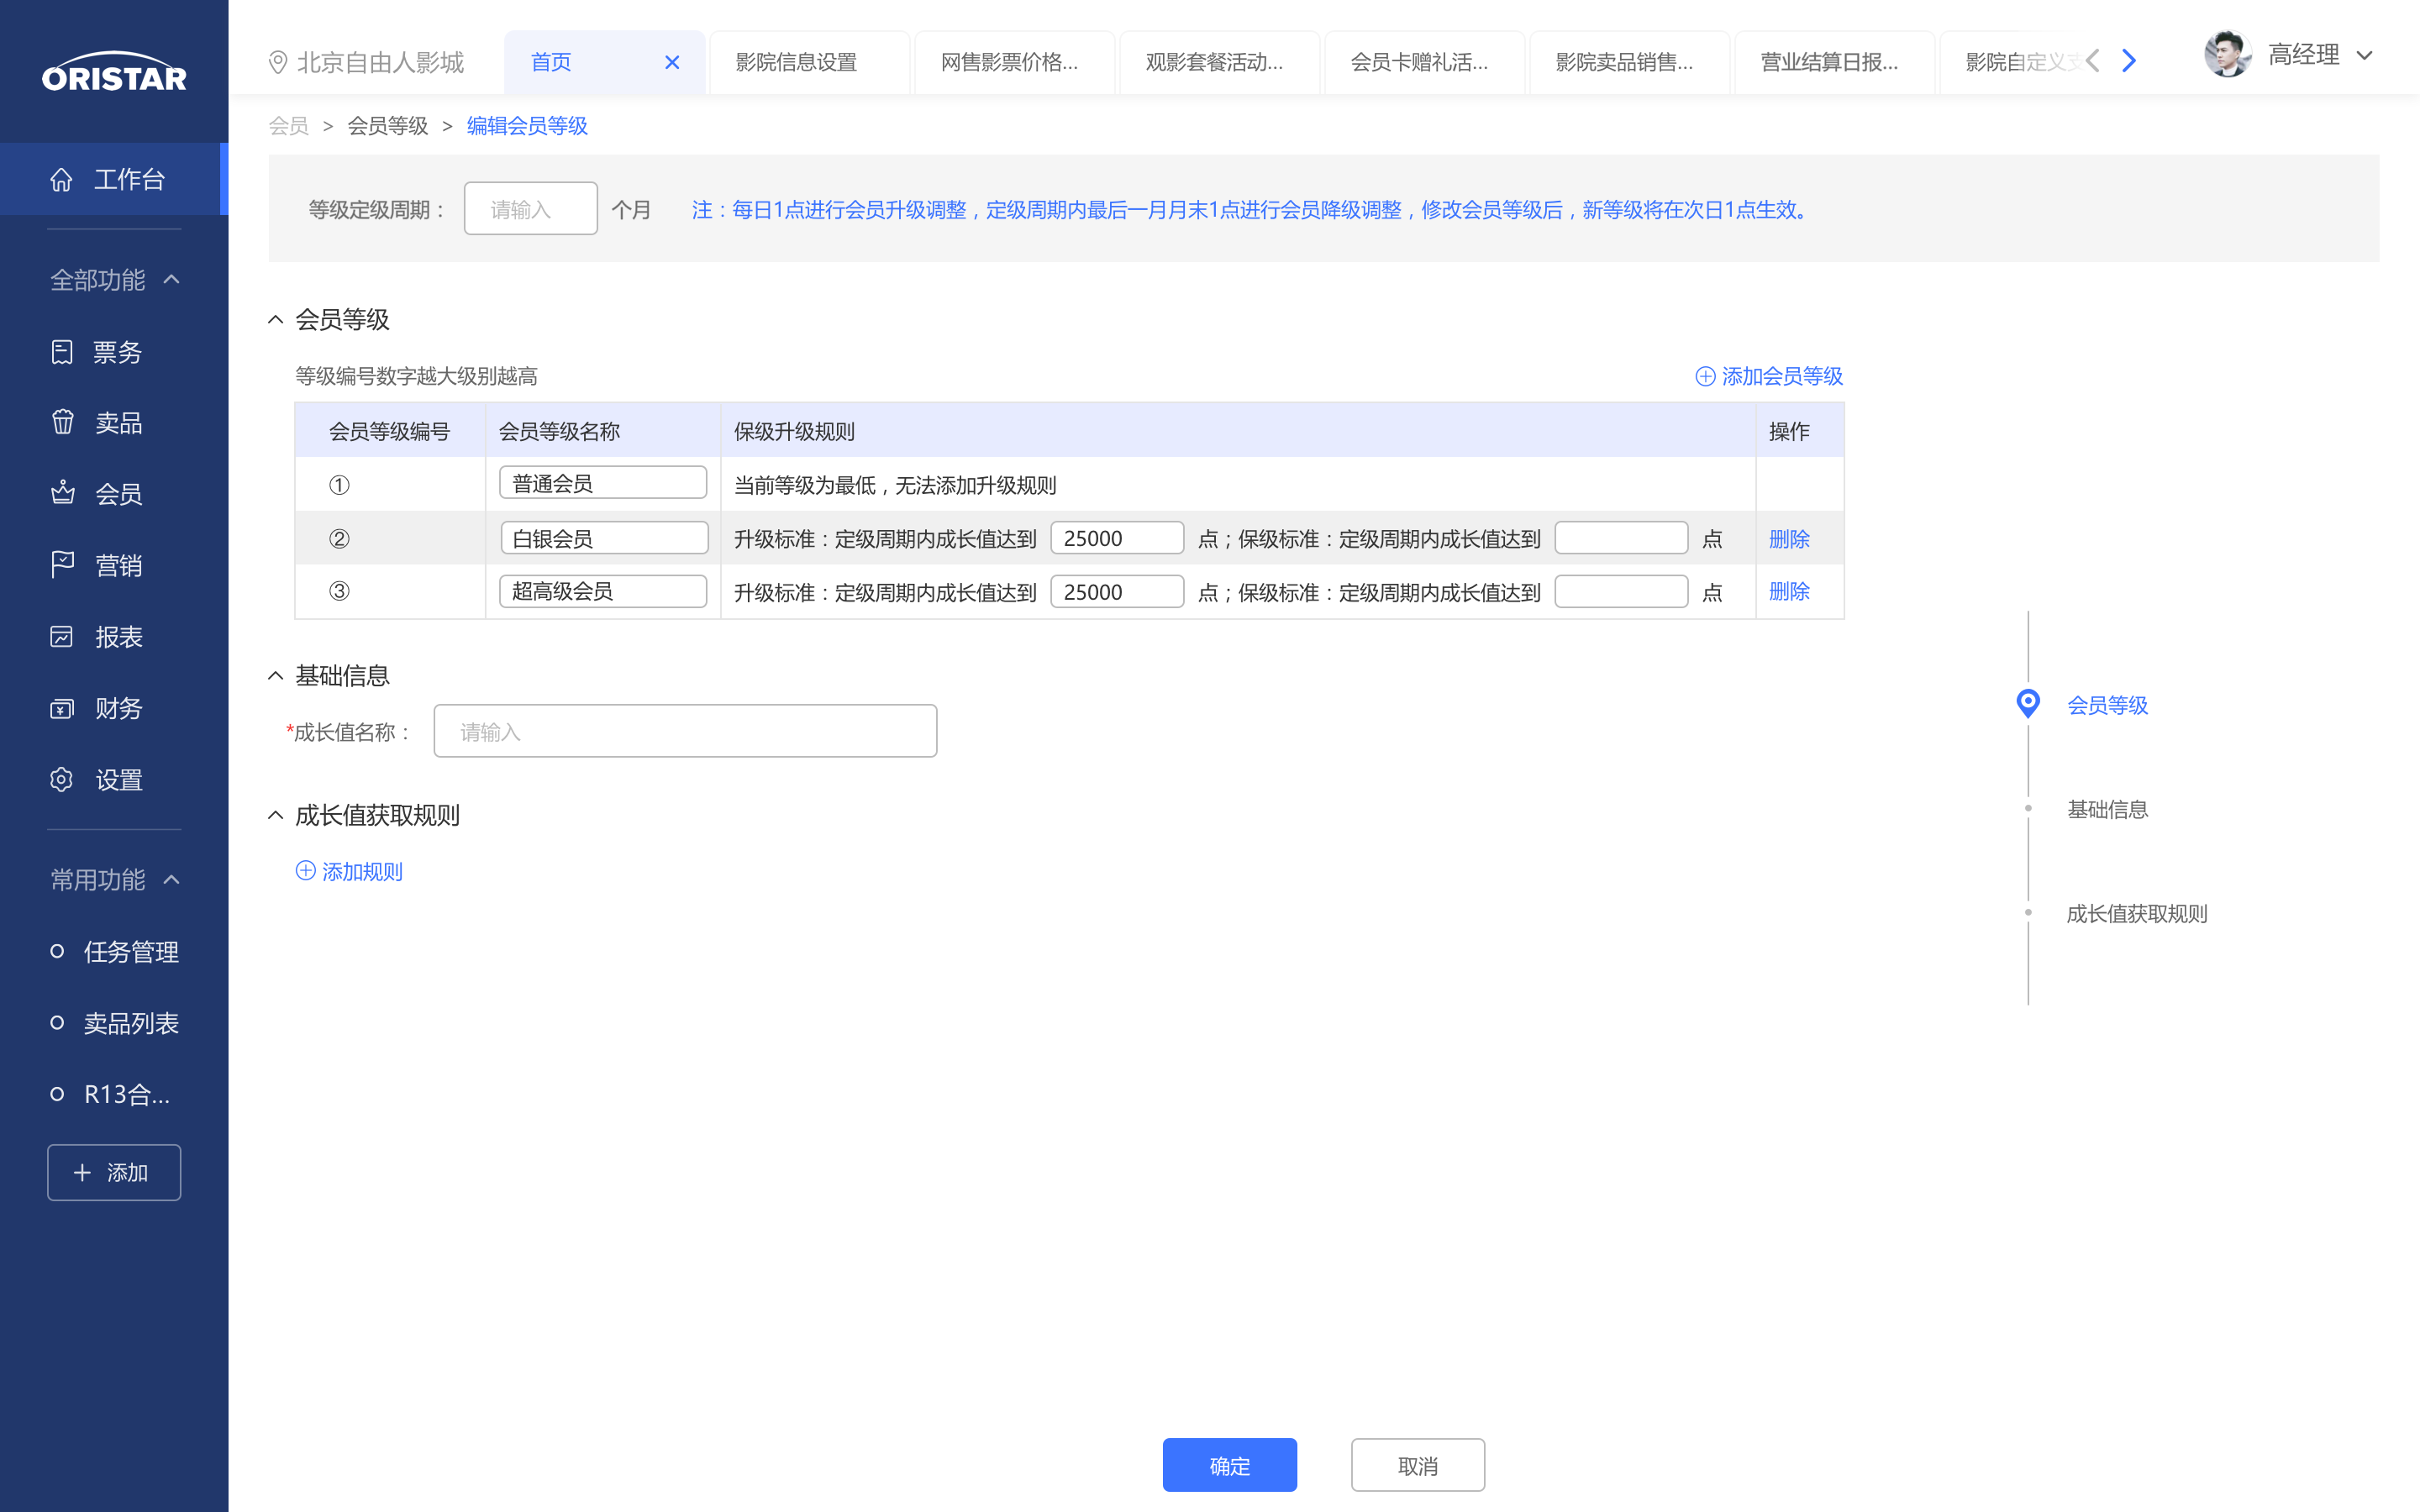 ORISTAR
工作台
全部功能
票务
卖品
会员
营销
报表
财务
设置
常用功能
任务管理
卖品列表
R13合...
添加
北京自由人影城
首页
影院信息设置
网售影票价格...
观影套餐活动...
会员卡赠礼活...
影院卖品销售...
营业结算日报...
影院自定义支
高经理
会员 > 会员等级 > 编辑会员等级
等级定级周期： 请输入 个月 注：每日1点进行会员升级调整，定级周期内最后一月月末1点进行会员降级调整，修改会员等级后，新等级将在次日1点生效。
会员等级
等级编号数字越大级别越高 添加会员等级
会员等级编号 会员等级名称 保级升级规则 操作
① 普通会员 当前等级为最低，无法添加升级规则
② 白银会员 升级标准：定级周期内成长值达到 25000 点；保级标准：定级周期内成长值达到 点 删除
③ 超高级会员 升级标准：定级周期内成长值达到 25000 点；保级标准：定级周期内成长值达到 点 删除
基础信息
*成长值名称： 请输入
成长值获取规则
添加规则
会员等级
基础信息
成长值获取规则
确定 取消